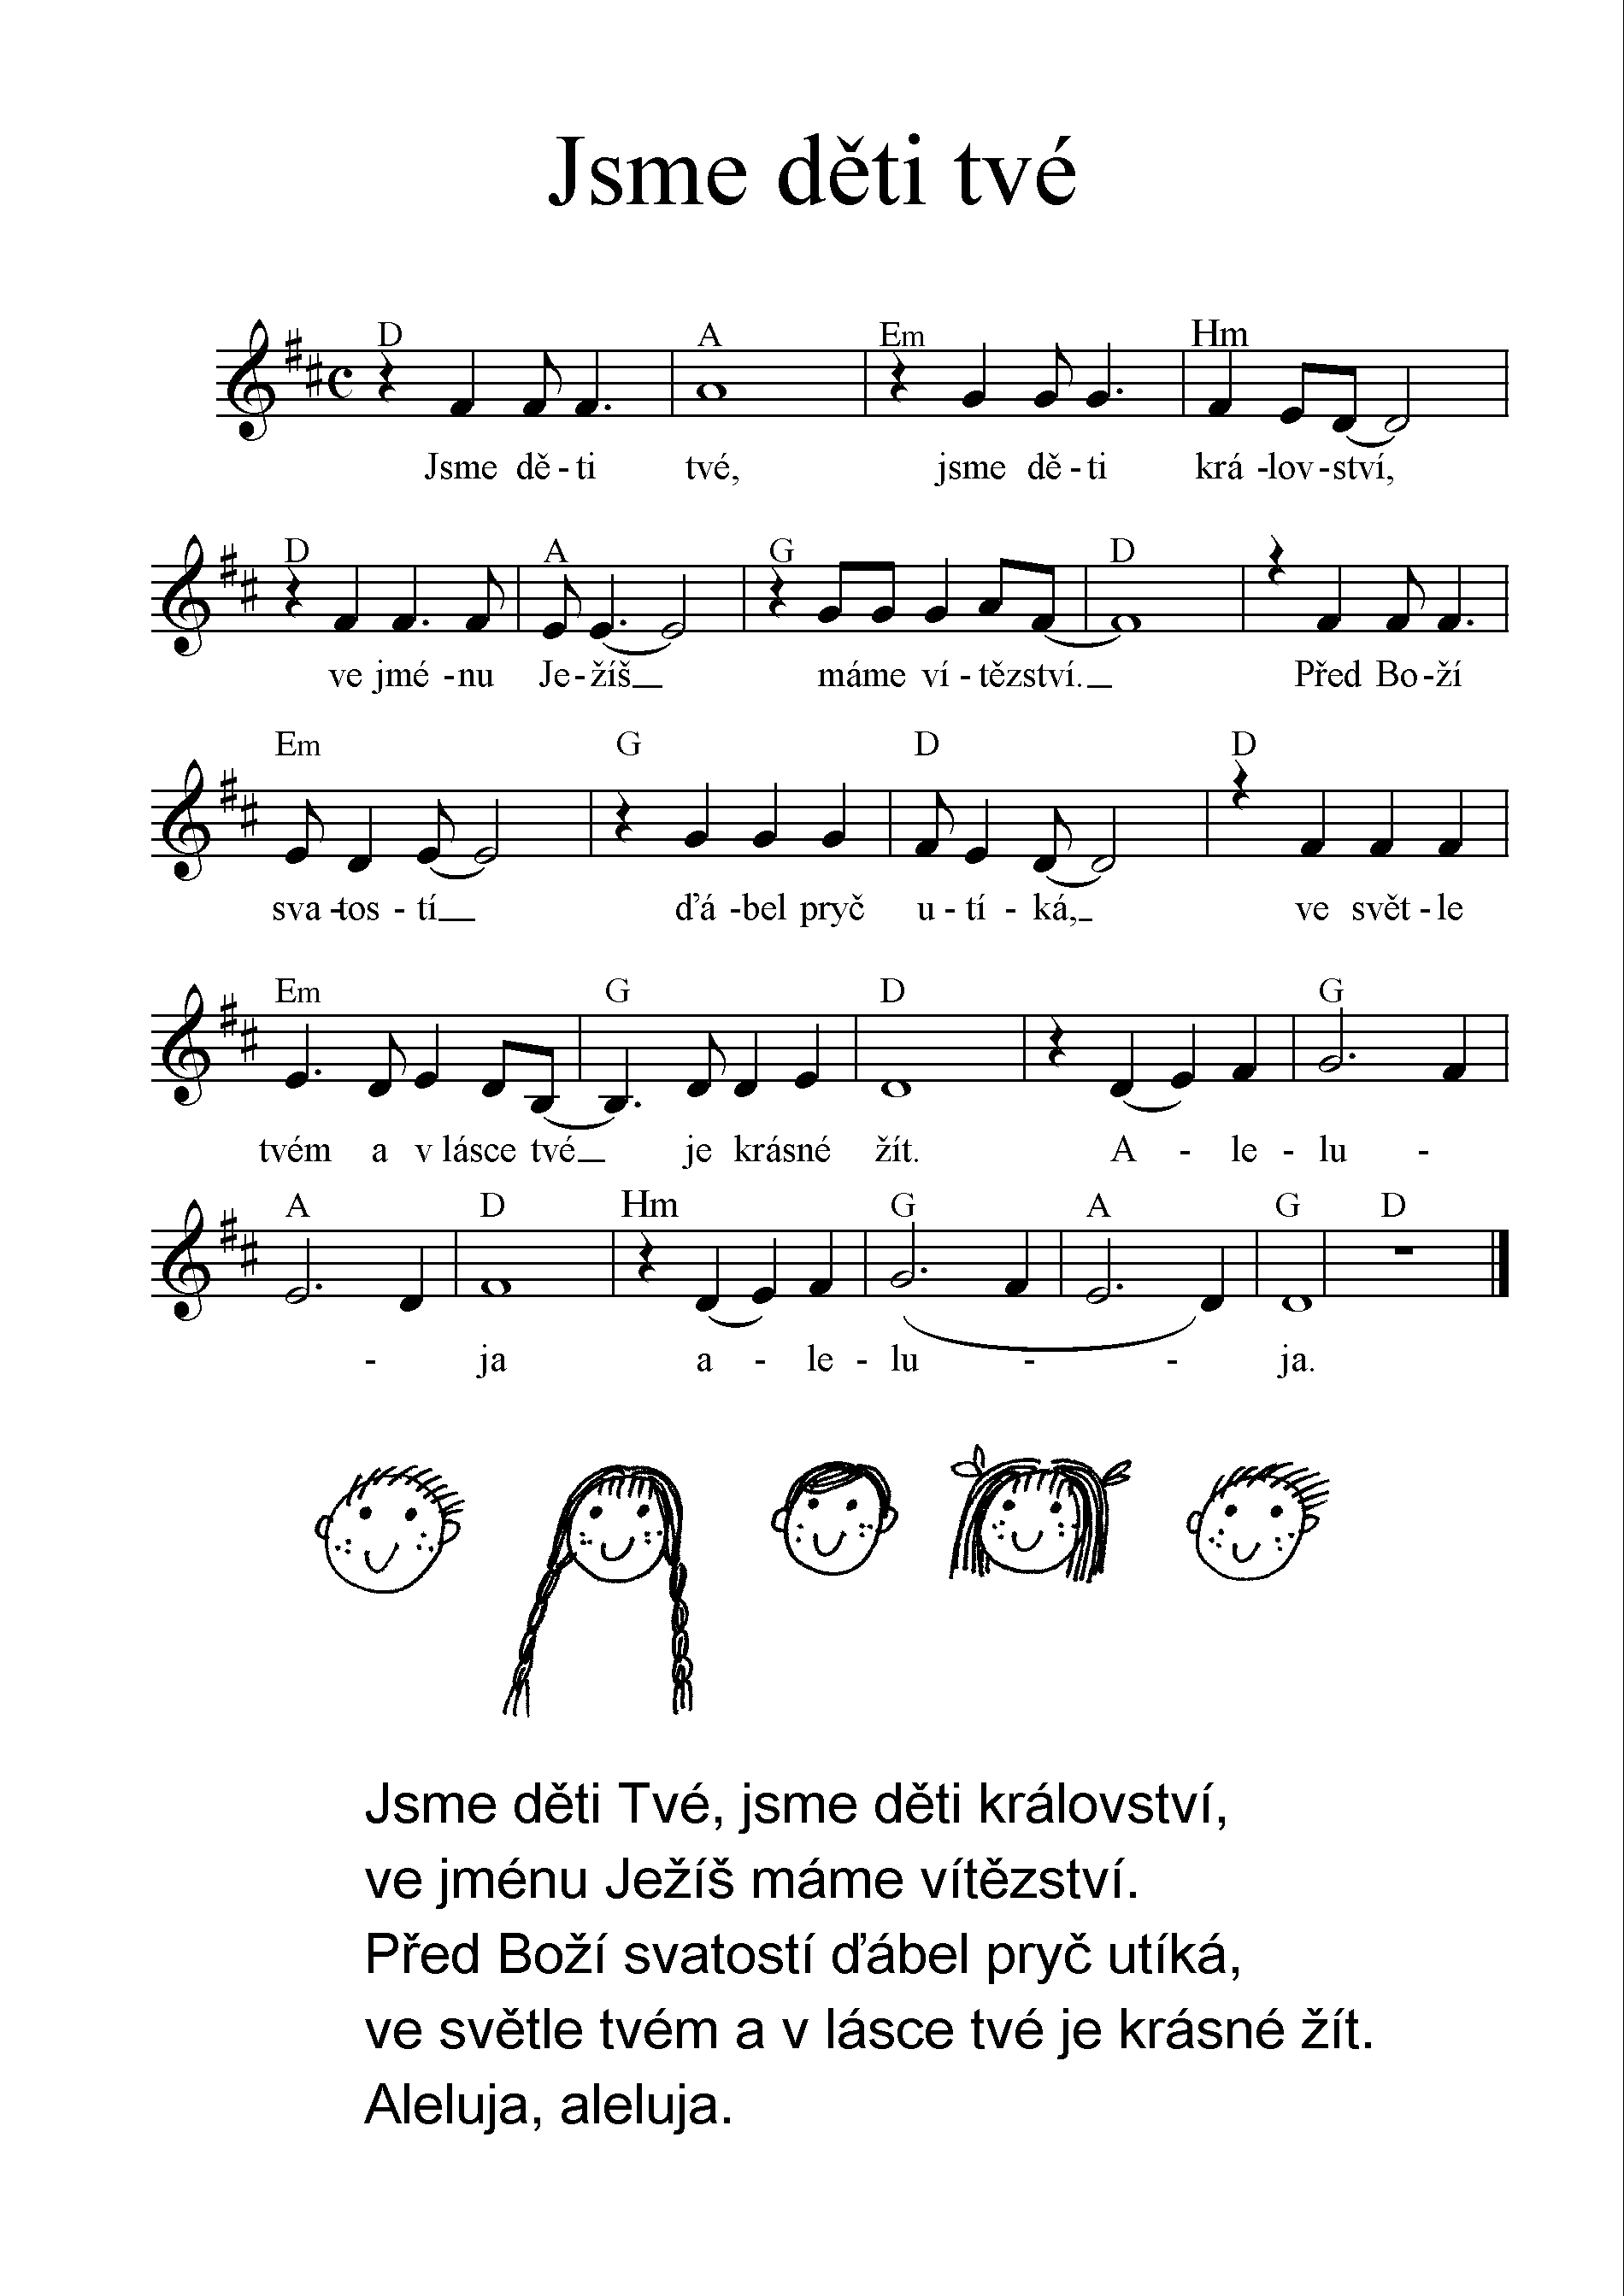 Jsme děti tvé
D A Em Hm
Jsme dě - ti tvé, jsme dě - ti krá - lov - ství,
D A G D
ve jmé - nu Je - žíš máme ví - tězství. Před Bo - ží
Em G D D
sva - tos - tí ďá - bel pryč u - tí - ká, ve svět - le
Em G D G
tvém a v lásce tvé je krásné žít. A - le - lu -
A D Hm G A G D
- ja a - le - lu - - ja.
Jsme děti Tvé, jsme děti království,
ve jménu Ježíš máme vítězství.
Před Boží svatostí ďábel pryč utíká,
ve světle tvém a v lásce tvé je krásné žít.
Aleluja, aleluja.